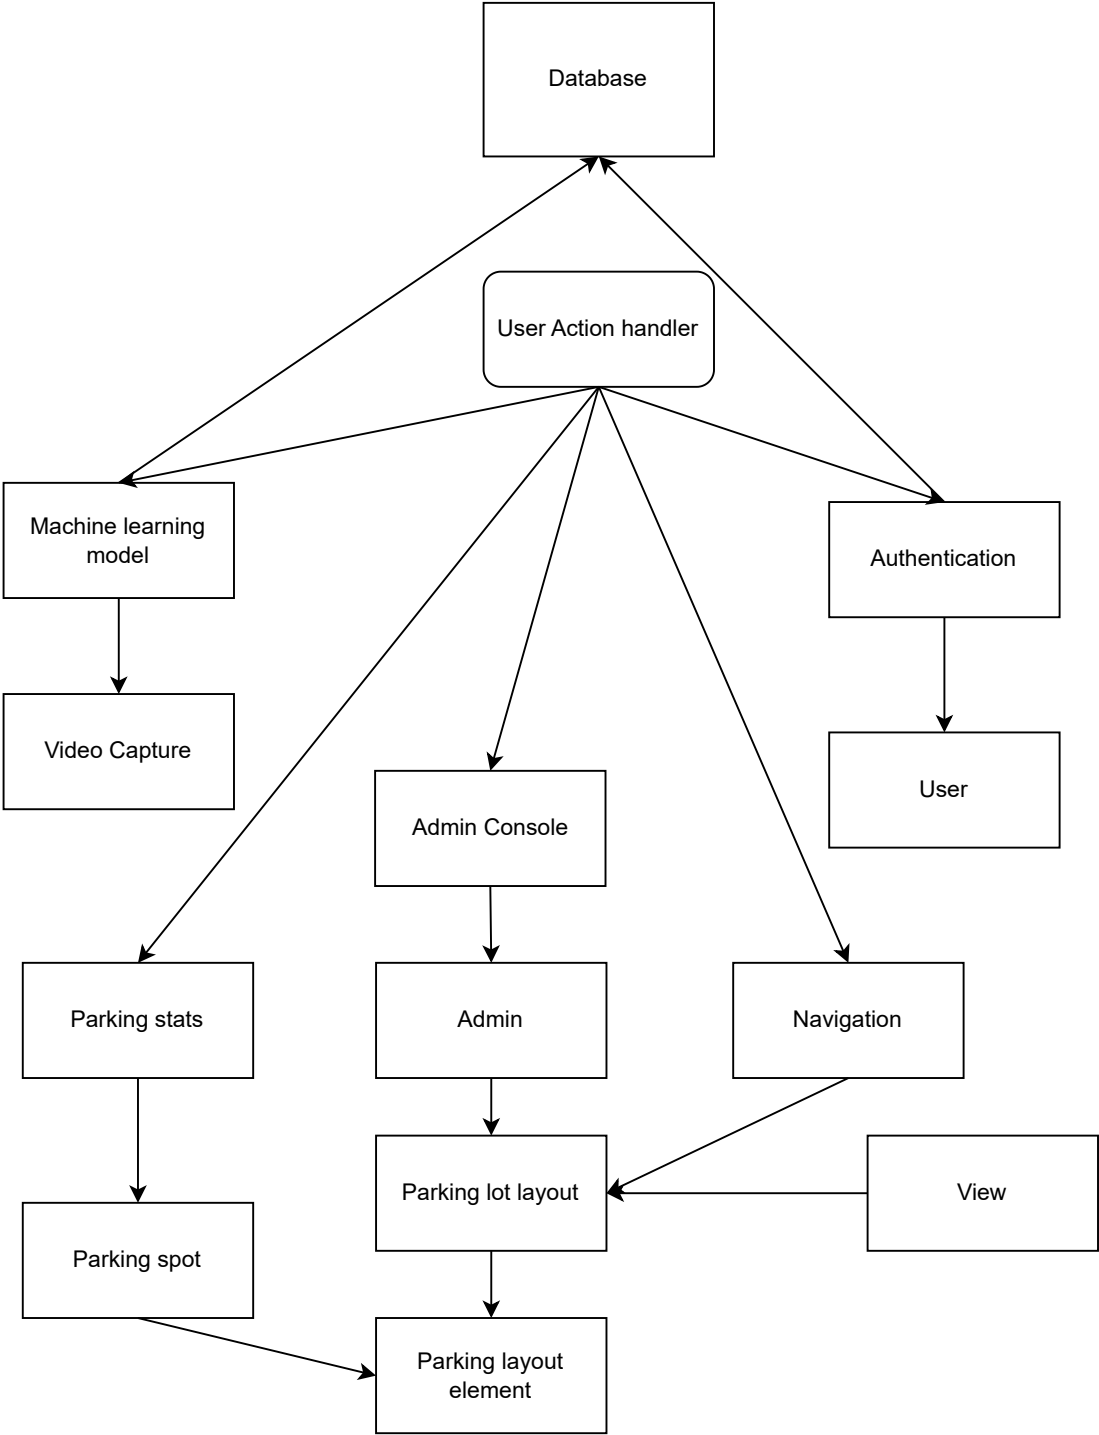 Database
User Action handler
Machine learning
model
Authentication
Video Capture
User
Admin Console
Parking stats
Admin
Navigation
Parking lot layout
View
Parking spot
Parking layout
element